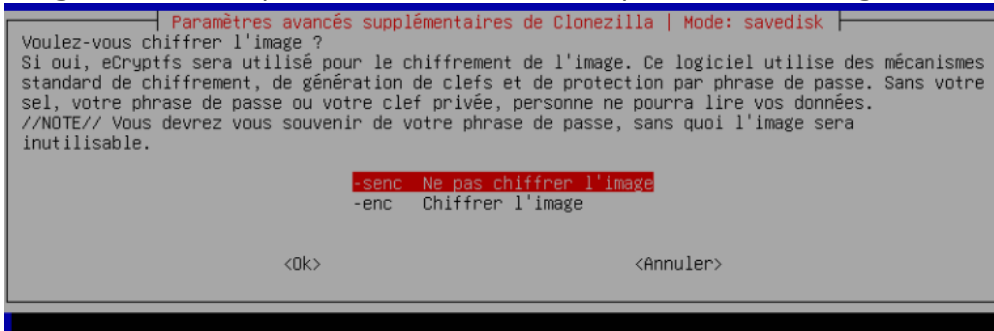 Paramètres avancés supplémentaires de Clonezilla | Mode: savedisk
Voulez-vous chiffrer l'image ?
Si oui, eCryptfs sera utilisé pour le chiffrement de l'image. Ce logiciel utilise des mécanismes
standard de chiffrement, de génération de clefs et de protection par phrase de passe. Sans votre
sel, votre phrase de passe ou votre clef privée, personne ne pourra lire vos données.
//NOTE// Vous devrez vous souvenir de votre phrase de passe, sans quoi l'image sera
inutilisable.
-senc Ne pas chiffrer l'image
-enc Chiffrer l'image
<Ok> <Annuler>